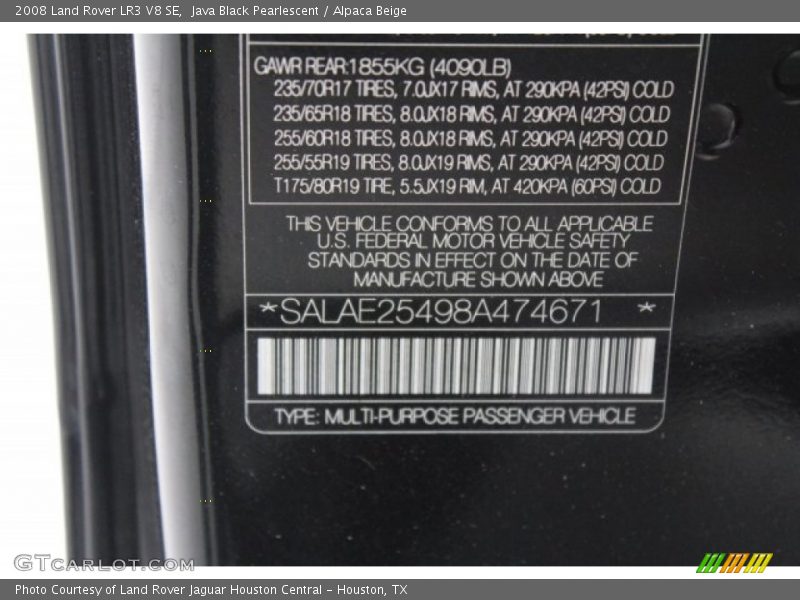 2008 Land Rover LR3 V8 SE,  Java Black Pearlescent / Alpaca Beige
GAWR REAR:1855KG (4090LB)
235/70R17 TIRES, 7.0JX17 RIMS, AT 290KPA (42PSI) COLD
235/65R18 TIRES, 8.0JX18 RIMS, AT 290KPA (42PSI) COLD
255/60R18 TIRES, 8.0JX18 RIMS, AT 290KPA (42PSI) COLD
255/55R19 TIRES, 8.0JX19 RIMS, AT 290KPA (42PSI) COLD
T175/80R19 TIRE, 5.5JX19 RIM, AT 420KPA (60PSI) COLD
THIS VEHICLE CONFORMS TO ALL APPLICABLE
U.S. FEDERAL MOTOR VEHICLE SAFETY
STANDARDS IN EFFECT ON THE DATE OF
MANUFACTURE SHOWN ABOVE
*SALAE25498A474671 *
TYPE: MULTI-PURPOSE PASSENGER VEHICLE
GTCARLOT.COM
Photo Courtesy of Land Rover Jaguar Houston Central - Houston, TX